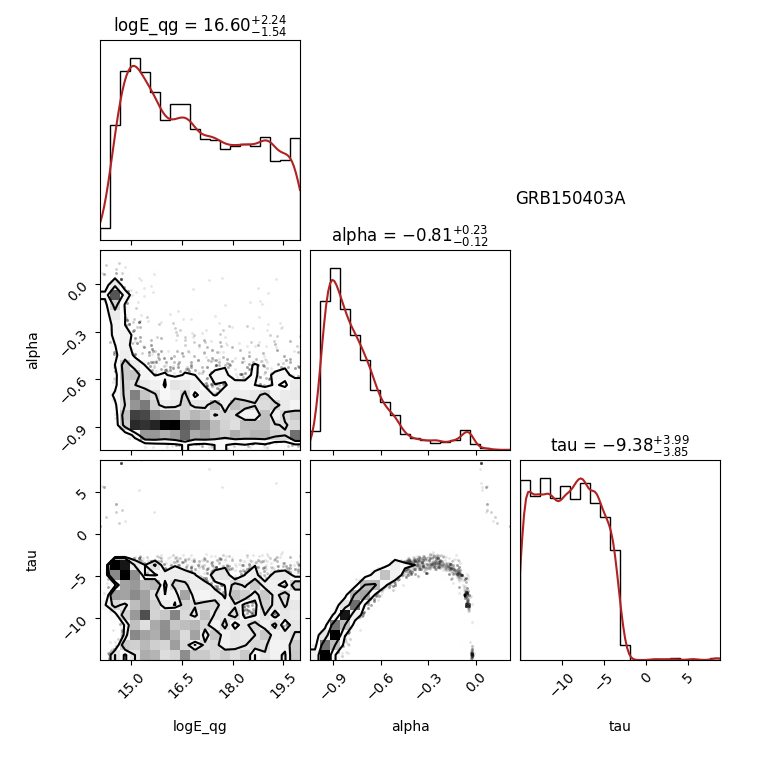 logE_qg = 16.60+2.24 −1.54
GRB150403A
alpha = −0.81+0.23 −0.12
0.0
−0.3
−0.6
−0.9
alpha
tau = −9.38+3.99 −3.85
5
0
−5
−10
tau
15.0 16.5 18.0 19.5
−0.9 −0.6 −0.3 0.0
−10 −5 0 5
logE_qg alpha tau